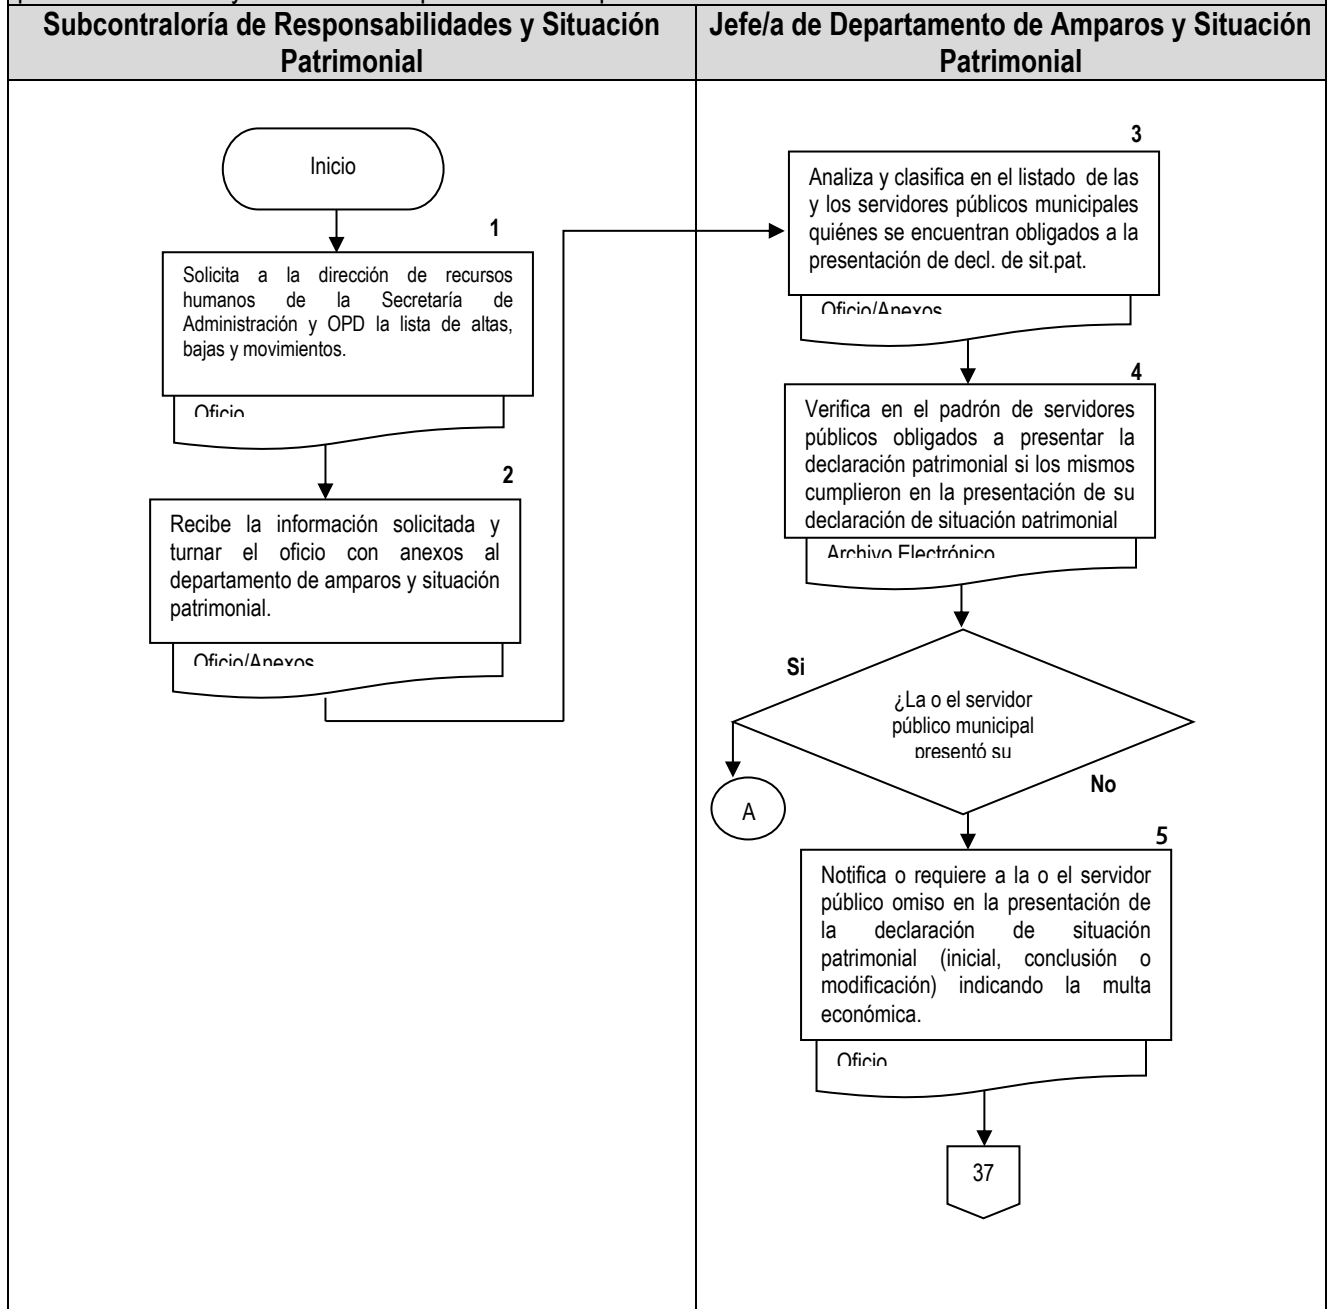 Subcontraloría de Responsabilidades y Situación
Patrimonial
Jefe/a de Departamento de Amparos y Situación
Patrimonial
Inicio
1
Solicita a la dirección de recursos
humanos de la Secretaría de
Administración y OPD la lista de altas,
bajas y movimientos.
Oficio
2
Recibe la información solicitada y
turnar el oficio con anexos al
departamento de amparos y situación
patrimonial.
Oficio/Anexos
3
Analiza y clasifica en el listado de las
y los servidores públicos municipales
quiénes se encuentran obligados a la
presentación de decl. de sit.pat.
Oficio/Anexos
4
Verifica en el padrón de servidores
públicos obligados a presentar la
declaración patrimonial si los mismos
cumplieron en la presentación de su
declaración de situación patrimonial
Archivo Electrónico
Si
¿La o el servidor
público municipal
presentó su
No
A
5
Notifica o requiere a la o el servidor
público omiso en la presentación de
la declaración de situación
patrimonial (inicial, conclusión o
modificación) indicando la multa
económica.
Oficio
37